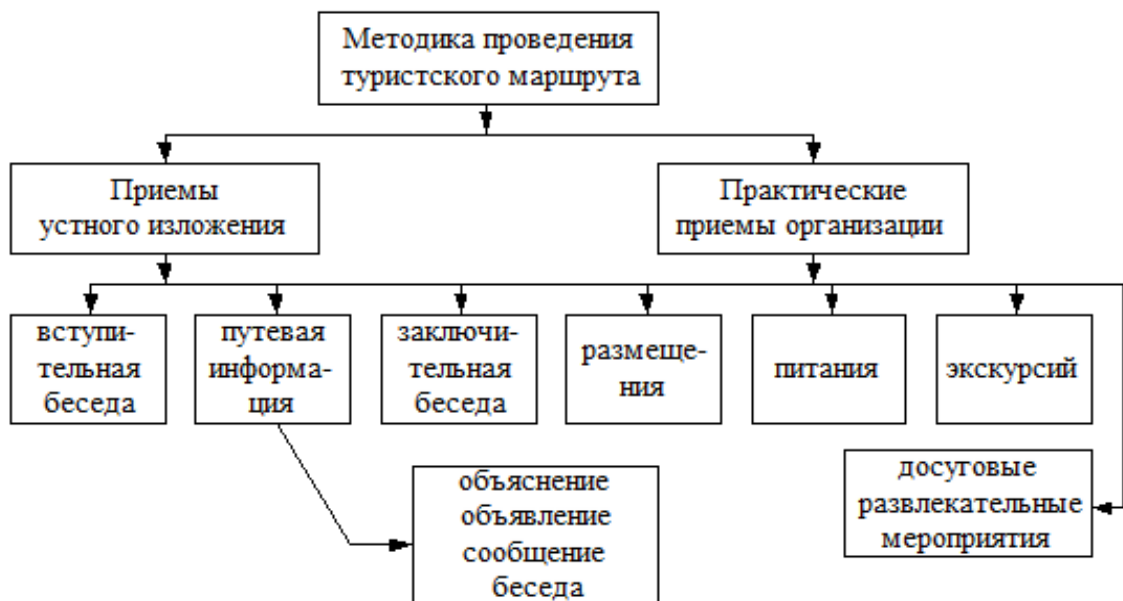 Методика проведения
туристского маршрута
Приемы
устного изложения
Практические
приемы организации
вступи-
тельная
беседа
путевая
информа-
ция
заключи-
тельная
беседа
размеще-
ния
питания
экскурсий
объяснение
объявление
сообщение
беседа
досуговые
развлекательные
мероприятия